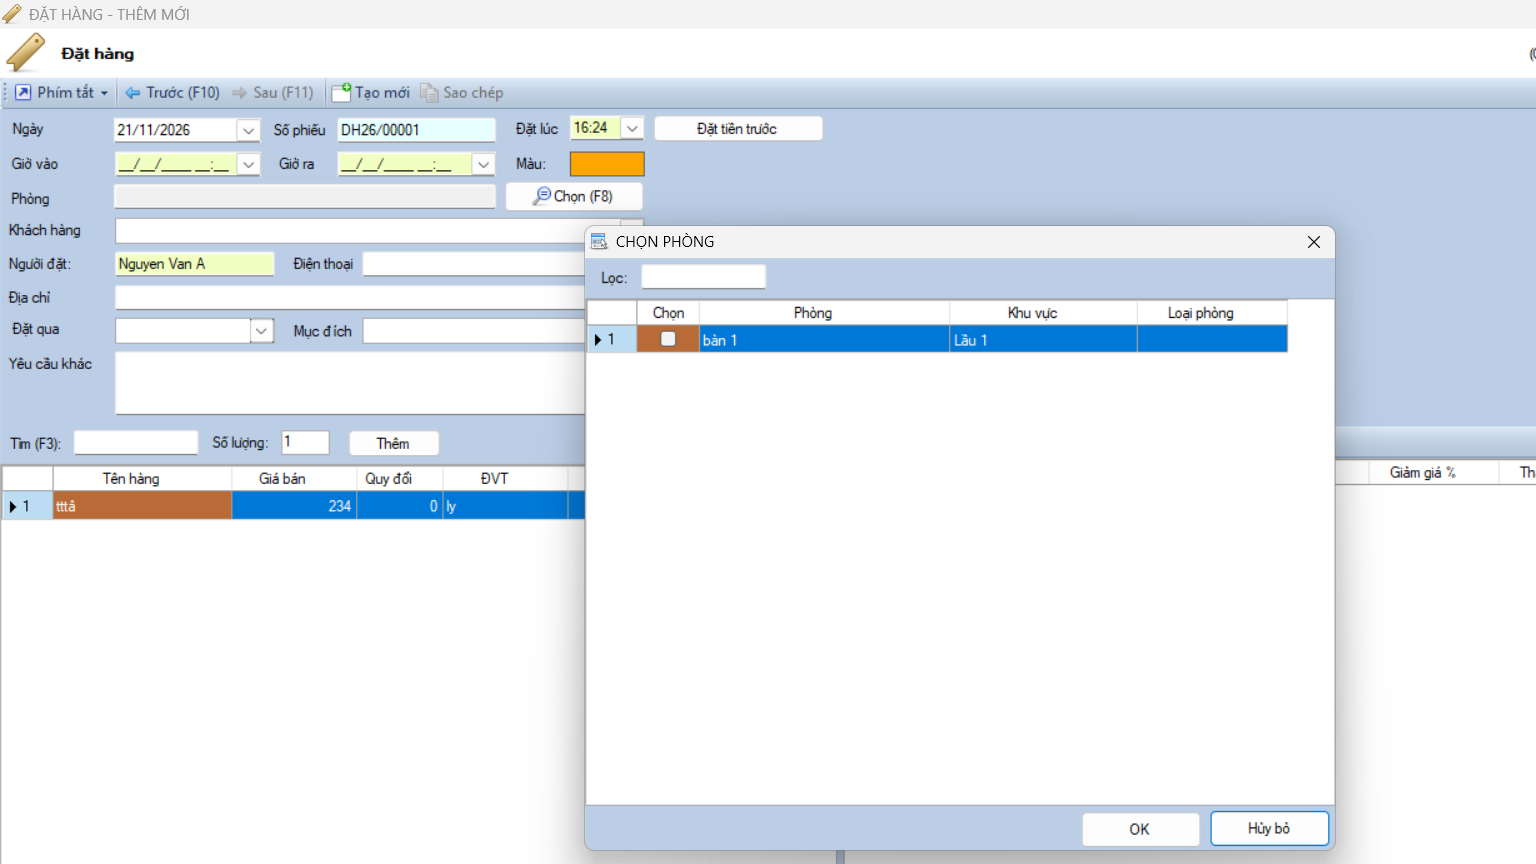 ĐẶT HÀNG - THÊM MỚI
Đặt hàng
Phím tắt Trước (F10) Sau (F11) Tạo mới Sao chép
Ngày 21/11/2026 Số phiếu DH26/00001 Đặt lúc 16:24 Đặt tiền trước
Giờ vào __/__/____ __:__ Giờ ra __/__/____ __:__ Màu:
Phòng Chọn (F8)
Khách hàng
Người đặt: Nguyen Van A Điện thoại
Địa chỉ
Đặt qua Mục đích
Yêu cầu khác
Tìm (F3): Số lượng: 1 Thêm
Tên hàng Giá bán Quy đổi ĐVT
1 tttâ 234 0 ly
CHỌN PHÒNG
Lọc:
Chọn Phòng Khu vực Loại phòng
1 bàn 1 Lầu 1
OK Hủy bỏ
Giảm giá %